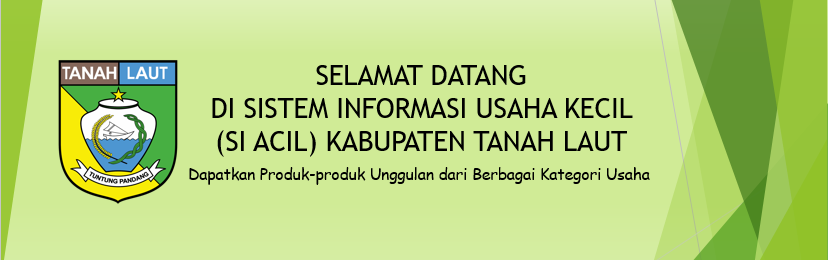 TANAH LAUT
TUNTUNG PANDANG
SELAMAT DATANG
DI SISTEM INFORMASI USAHA KECIL
(SI ACIL) KABUPATEN TANAH LAUT
Dapatkan Produk-produk Unggulan dari Berbagai Kategori Usaha